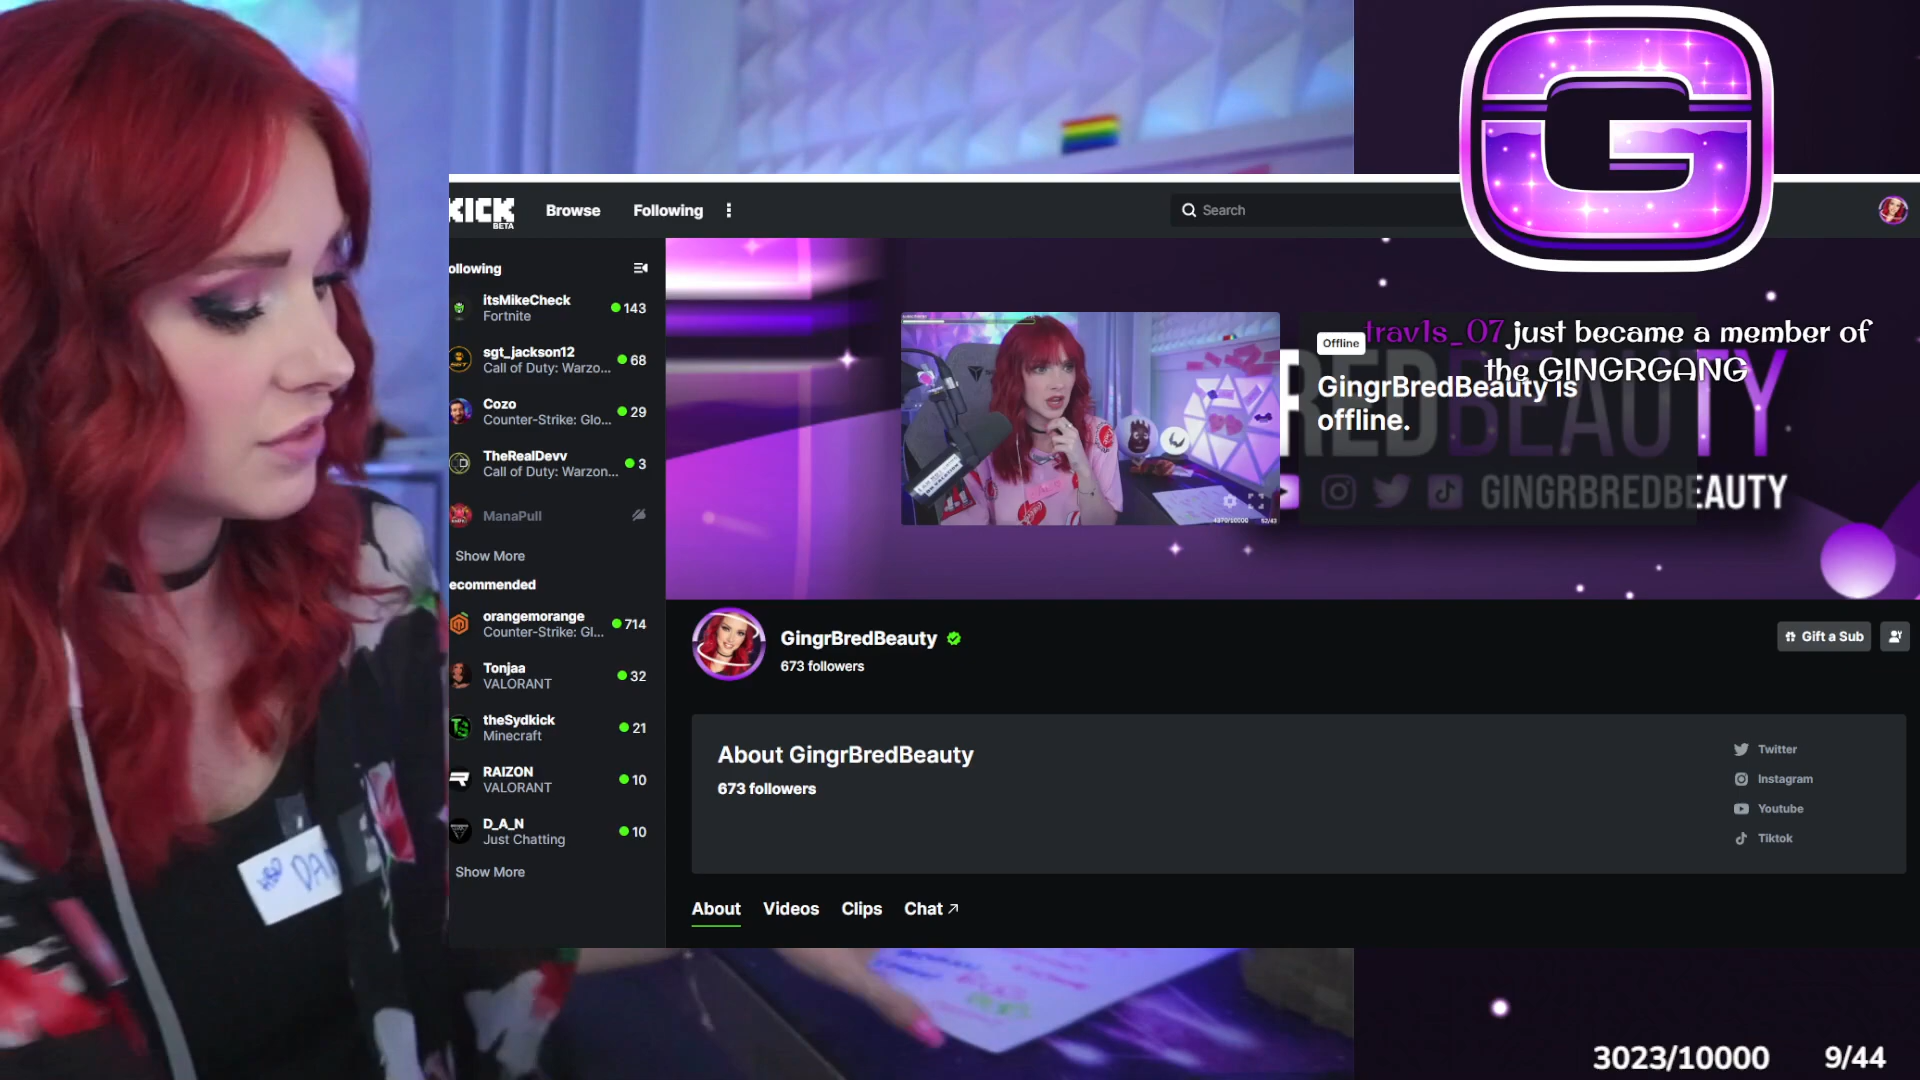 G
KICK
BETA
Browse
Following
Search
ollowing
itsMikeCheck
Fortnite
143
sgt_jackson12
Call of Duty: Warzo...
68
Cozo
Counter-Strike: Glo...
29
TheRealDevv
Call of Duty: Warzon...
3
ManaPull
Show More
ecommended
orangemorange
Counter-Strike: Gl...
714
Tonjaa
VALORANT
32
theSydkick
Minecraft
21
RAIZON
VALORANT
10
D_A_N
Just Chatting
10
Show More
trav1s_07 just became a member of
the GINGRGANG
Offline
GingrBredBeauty is
offline.
REDBEAUTY
GINGRBREDBEAUTY
GingrBredBeauty
673 followers
Gift a Sub
About GingrBredBeauty
673 followers
Twitter
Instagram
Youtube
Tiktok
About
Videos
Clips
Chat
3023/10000
9/44